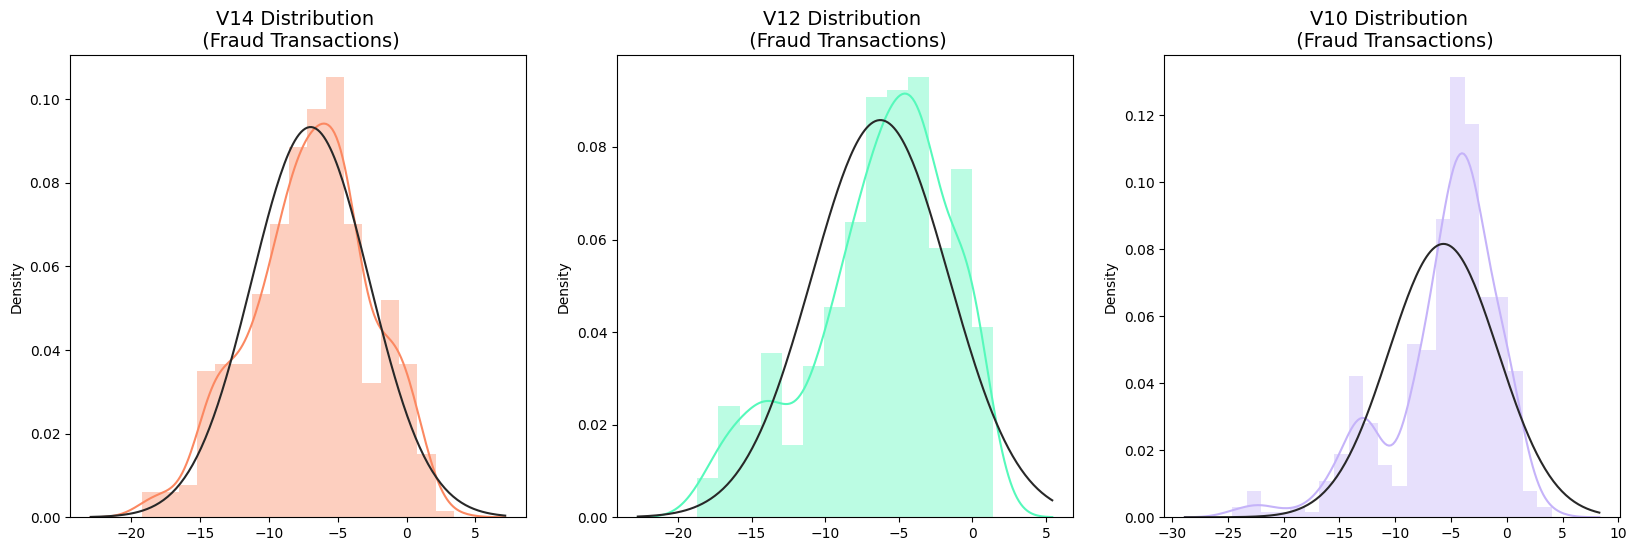 V14 Distribution
(Fraud Transactions)
Density
0.10
0.08
0.06
0.04
0.02
0.00
−20 −15 −10 −5 0 5
V12 Distribution
(Fraud Transactions)
Density
0.08
0.06
0.04
0.02
0.00
−20 −15 −10 −5 0 5
V10 Distribution
(Fraud Transactions)
Density
0.12
0.10
0.08
0.06
0.04
0.02
0.00
−30 −25 −20 −15 −10 −5 0 5 10